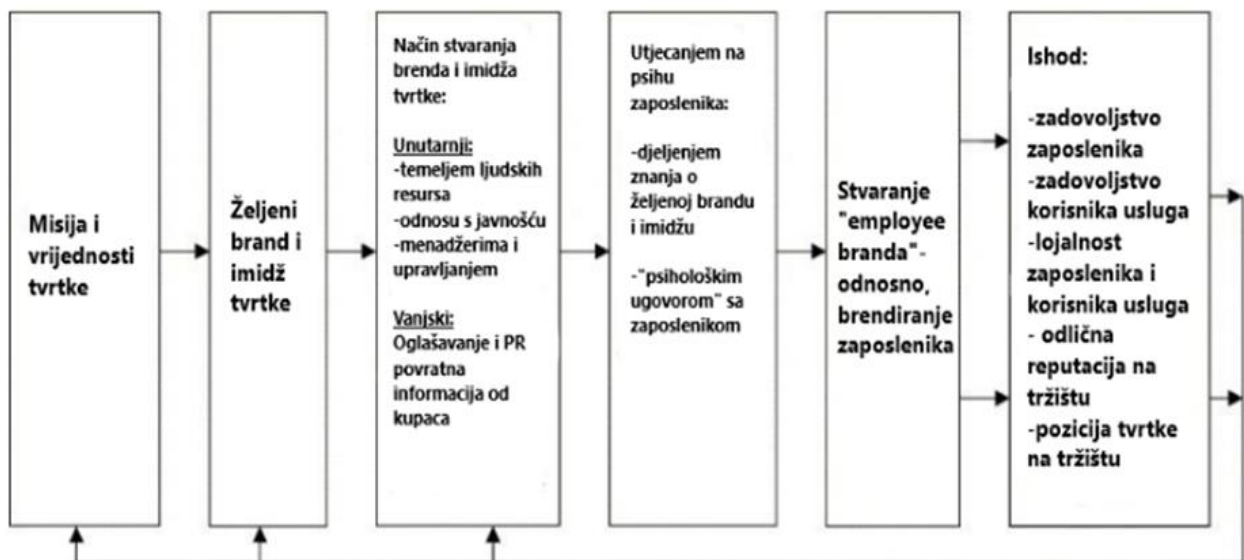 Misija i
vrijednosti
tvrtke
Željeni
brand i
imidž
tvrtke
Način stvaranja
brenda i imidža
tvrtke:
Unutarnji:
-temeljem ljudskih
resursa
-odnosu s javnošću
-menadžerima i
upravljanjem
Vanjski:
Oglašavanje i PR
povratna
informacija od
kupaca
Utjecanjem na
psihu
zaposlenika:
-djeljenjem
znanja o
željenoj brandu
i imidžu
-"psihološkim
ugovorom" sa
zaposlenikom
Stvaranje
"employee
branda"-
odnosno,
brendiranje
zaposlenika
Ishod:
-zadovoljstvo
zaposlenika
-zadovoljstvo
korisnika usluga
-lojalnost
zaposlenika i
korisnika usluga
- odlična
reputacija na
tržištu
-pozicija tvrtke
na tržištu